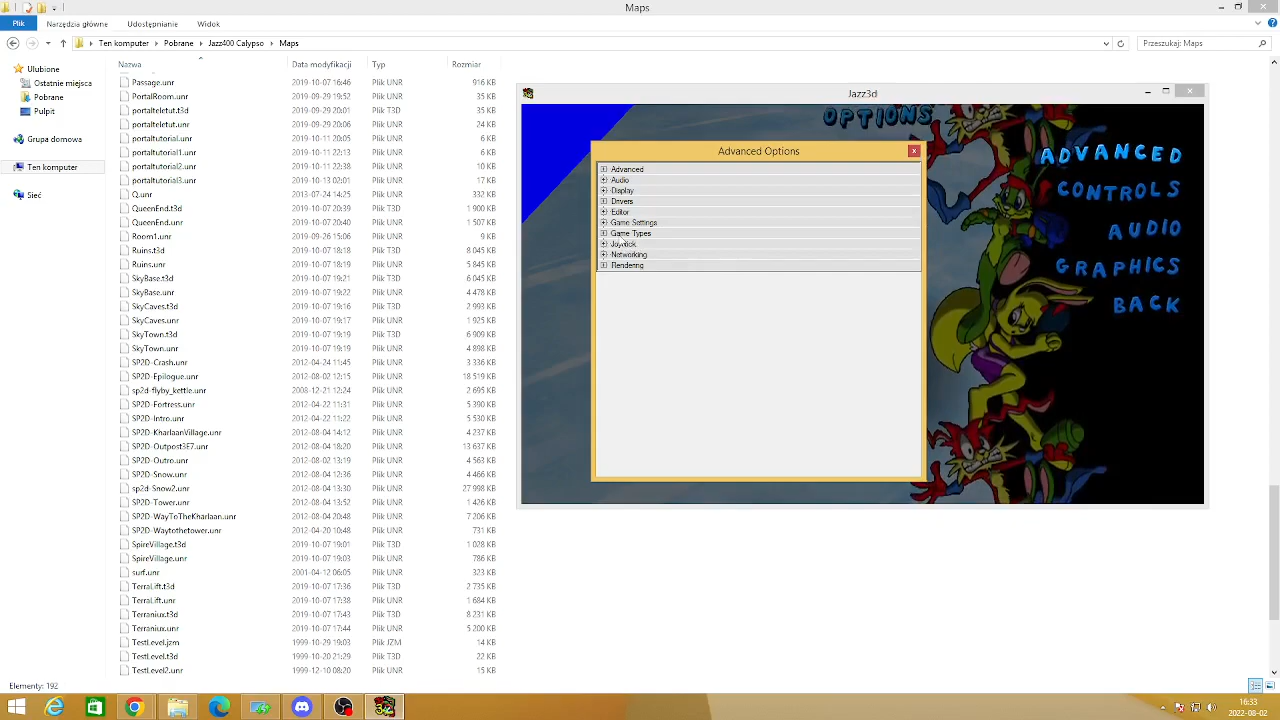 Maps
Plik Narzędzia główne Udostępnianie Widok
Ten komputer Pobrane Jazz400 Calypso Maps Przeszukaj: Maps
Nazwa Data modyfikacji Typ Rozmiar
Ulubione
Ostatnie miejsca
Pobrane
Pulpit
Grupa domowa
Ten komputer
Sieć
Passage.unr 2019-10-07 16:46 Plik UNR 916 KB
PortalRoom.unr 2019-09-29 19:52 Plik UNR 35 KB
portalteletut.t3d 2019-09-29 20:01 Plik T3D 35 KB
portalteletut.unr 2019-09-29 20:06 Plik UNR 24 KB
portaltutorial.unr 2019-10-11 20:05 Plik UNR 6 KB
portaltutorial1.unr 2019-10-11 22:13 Plik UNR 6 KB
portaltutorial2.unr 2019-10-11 22:38 Plik UNR 10 KB
portaltutorial3.unr 2019-10-13 02:01 Plik UNR 17 KB
Q.unr 2013-07-24 14:25 Plik UNR 332 KB
QueenEnd.t3d 2019-10-07 20:39 Plik T3D 1 900 KB
QueenEnd.unr 2019-10-07 20:40 Plik UNR 1 507 KB
Room1.unr 2019-09-26 15:06 Plik UNR 9 KB
Ruins.t3d 2019-10-07 18:18 Plik T3D 8 045 KB
Ruins.unr 2019-10-07 18:19 Plik UNR 5 845 KB
SkyBase.t3d 2019-10-07 19:21 Plik T3D 6 045 KB
SkyBase.unr 2019-10-07 19:22 Plik UNR 4 478 KB
SkyCaves.t3d 2019-10-07 19:16 Plik T3D 2 993 KB
SkyCaves.unr 2019-10-07 19:17 Plik UNR 1 925 KB
SkyTown.t3d 2019-10-07 19:19 Plik T3D 6 909 KB
SkyTown.unr 2019-10-07 19:19 Plik UNR 4 898 KB
SP2D-Crash.unr 2012-04-24 11:45 Plik UNR 3 336 KB
SP2D-Epilogue.unr 2012-08-02 12:15 Plik UNR 18 519 KB
sp2d-flyby_kettle.unr 2008-12-21 12:24 Plik UNR 2 695 KB
SP2D-Fortress.unr 2012-04-22 11:31 Plik UNR 5 390 KB
SP2D-Intro.unr 2012-04-22 11:22 Plik UNR 5 530 KB
SP2D-KharlaanVillage.unr 2012-08-04 14:12 Plik UNR 4 237 KB
SP2D-Outpost3E7.unr 2012-08-04 18:20 Plik UNR 13 637 KB
SP2D-Outro.unr 2012-08-02 13:19 Plik UNR 4 563 KB
SP2D-Snow.unr 2012-08-04 12:36 Plik UNR 4 466 KB
sp2d-Snow2.unr 2012-08-04 13:30 Plik UNR 27 998 KB
SP2D-Tower.unr 2012-08-04 13:52 Plik UNR 1 426 KB
SP2D-WayToTheKharlaan.unr 2012-08-04 20:48 Plik UNR 7 206 KB
SP2D-Waytothetower.unr 2012-04-20 10:48 Plik UNR 731 KB
SpireVillage.t3d 2019-10-07 19:01 Plik T3D 1 028 KB
SpireVillage.unr 2019-10-07 19:03 Plik UNR 786 KB
surf.unr 2001-04-12 06:05 Plik UNR 323 KB
TerraLift.t3d 2019-10-07 17:36 Plik T3D 2 735 KB
TerraLift.unr 2019-10-07 17:38 Plik UNR 1 684 KB
Terraniux.t3d 2019-10-07 17:43 Plik T3D 8 231 KB
Terraniux.unr 2019-10-07 17:44 Plik UNR 5 200 KB
TestLevel.jzm 1999-10-29 19:03 Plik JZM 14 KB
TestLevel.t3d 1999-10-20 21:29 Plik T3D 22 KB
TestLevel2.unr 1999-12-10 08:20 Plik UNR 15 KB
Elementy: 192
Jazz3d
OPTIONS
Advanced Options
Advanced
Audio
Display
Drivers
Editor
Game Settings
Game Types
Joystick
Networking
Rendering
ADVANCED
CONTROLS
AUDIO
GRAPHICS
BACK
16:33
2022-08-02